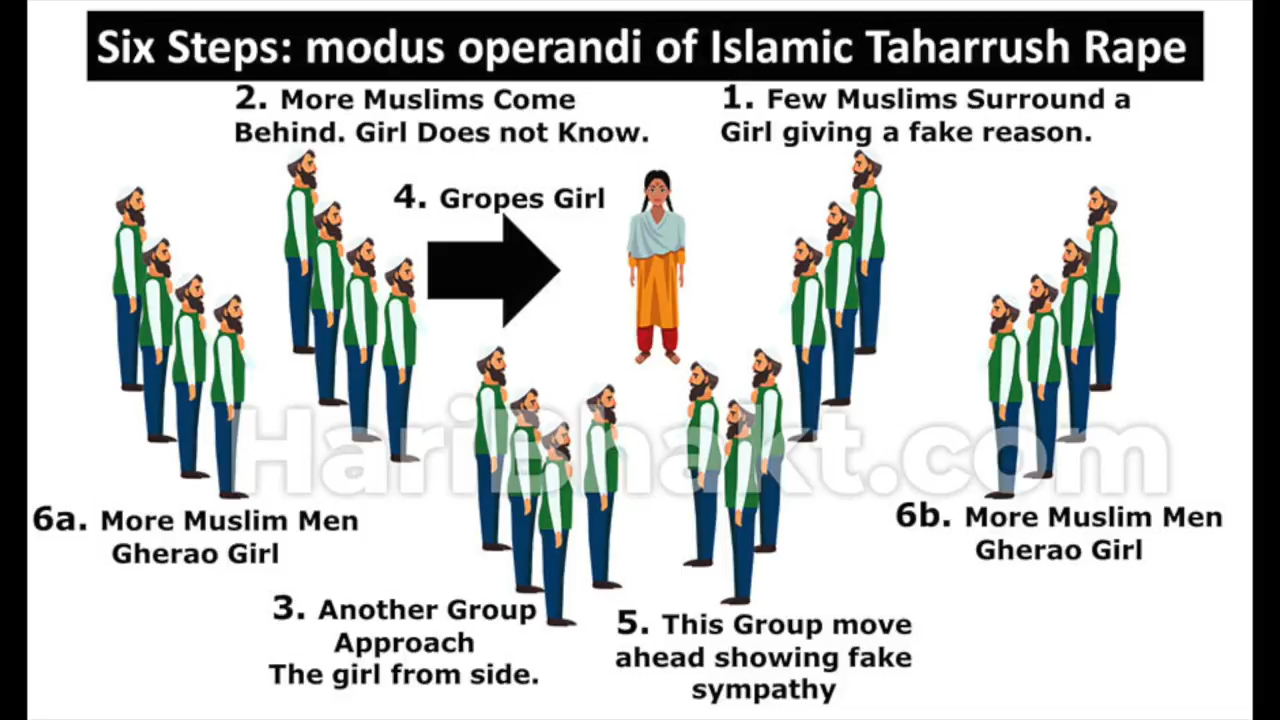 Six Steps: modus operandi of Islamic Taharrush Rape
2. More Muslims Come
Behind. Girl Does not Know.
1. Few Muslims Surround a
Girl giving a fake reason.
4. Gropes Girl
HariBhakt.com
6a. More Muslim Men
Gherao Girl
6b. More Muslim Men
Gherao Girl
3. Another Group
Approach
The girl from side.
5. This Group move
ahead showing fake
sympathy